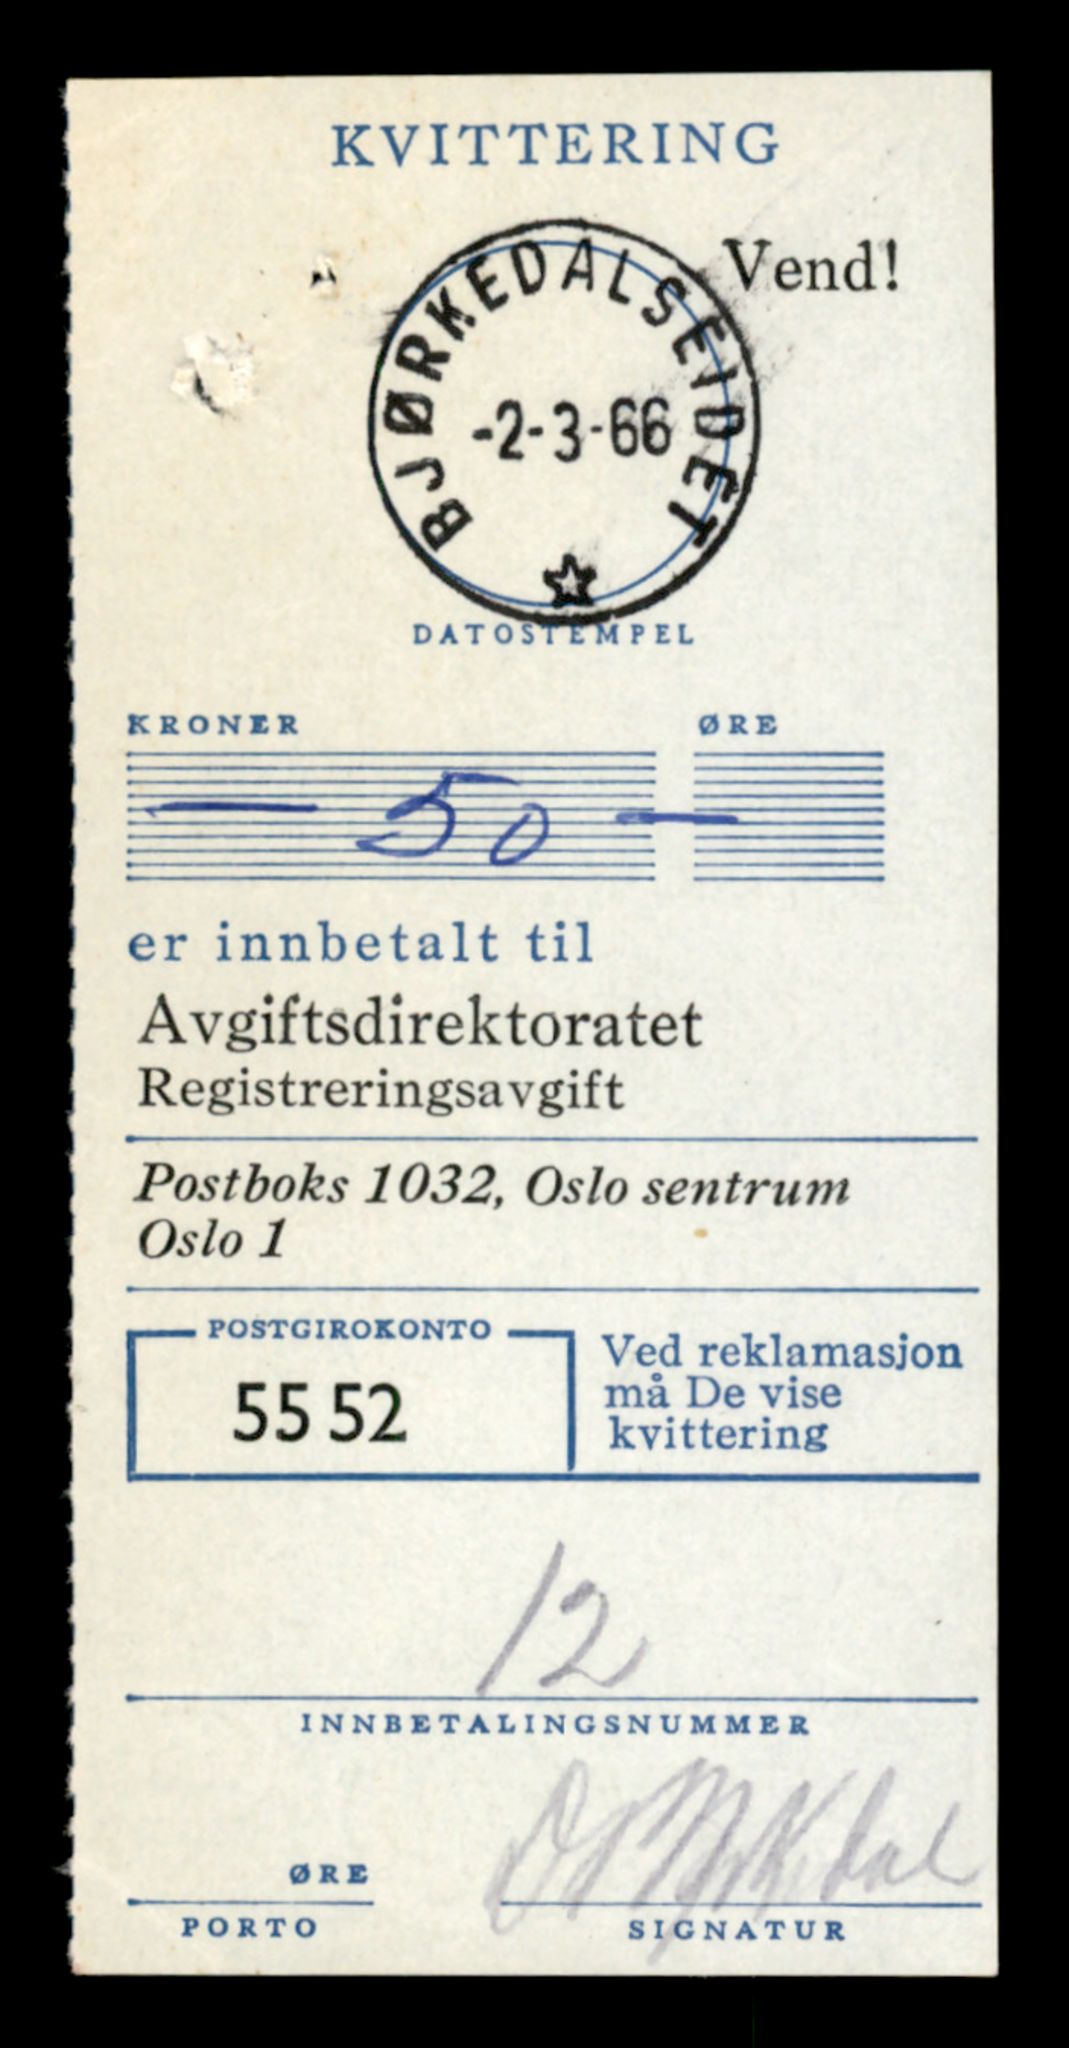 KVITTERING
Vend!
BJØRKEDALSEIDET
-2-3-66
DATOSTEMPEL
KRONER ØRE
— 50 —
er innbetalt til
Avgiftsdirektoratet
Registreringsavgift
Postboks 1032, Oslo sentrum
Oslo 1
POSTGIROKONTO
55 52
Ved reklamasjon
må De vise
kvittering
12
INNBETALINGSNUMMER
ØRE
PORTO
SIGNATUR